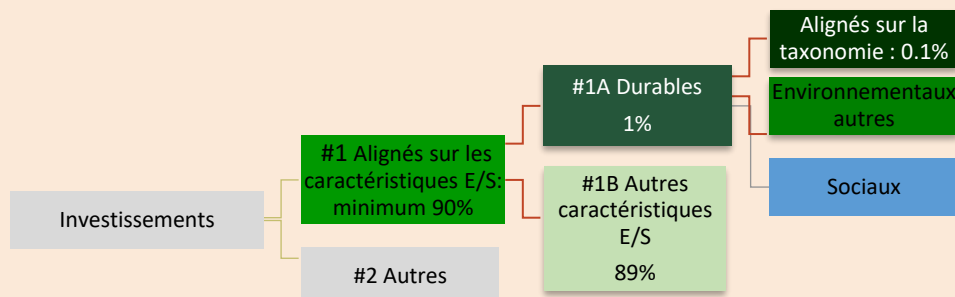 Investissements
#1 Alignés sur les
caractéristiques E/S:
minimum 90%
#2 Autres
#1A Durables
1%
#1B Autres
caractéristiques
E/S
89%
Alignés sur la
taxonomie : 0.1%
Environnementaux
autres
Sociaux